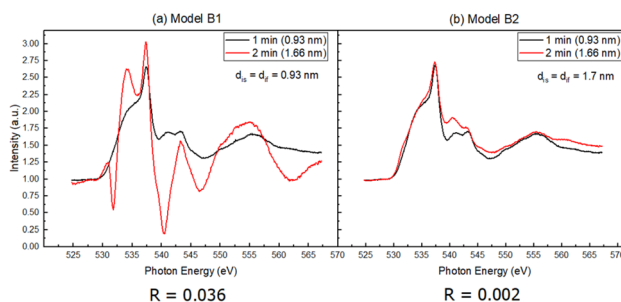 (a) Model B1
(b) Model B2
1 min (0.93 nm)
2 min (1.66 nm)
d_is = d_if = 0.93 nm
1 min (0.93 nm)
2 min (1.66 nm)
d_is = d_if = 1.7 nm
Intensity (a.u.)
3.00
2.75
2.50
2.25
2.00
1.75
1.50
1.25
1.00
0.75
0.50
0.25
0.00
525 530 535 540 545 550 555 560 565 570
525 530 535 540 545 550 555 560 565 570
Photon Energy (eV)
Photon Energy (eV)
R = 0.036
R = 0.002